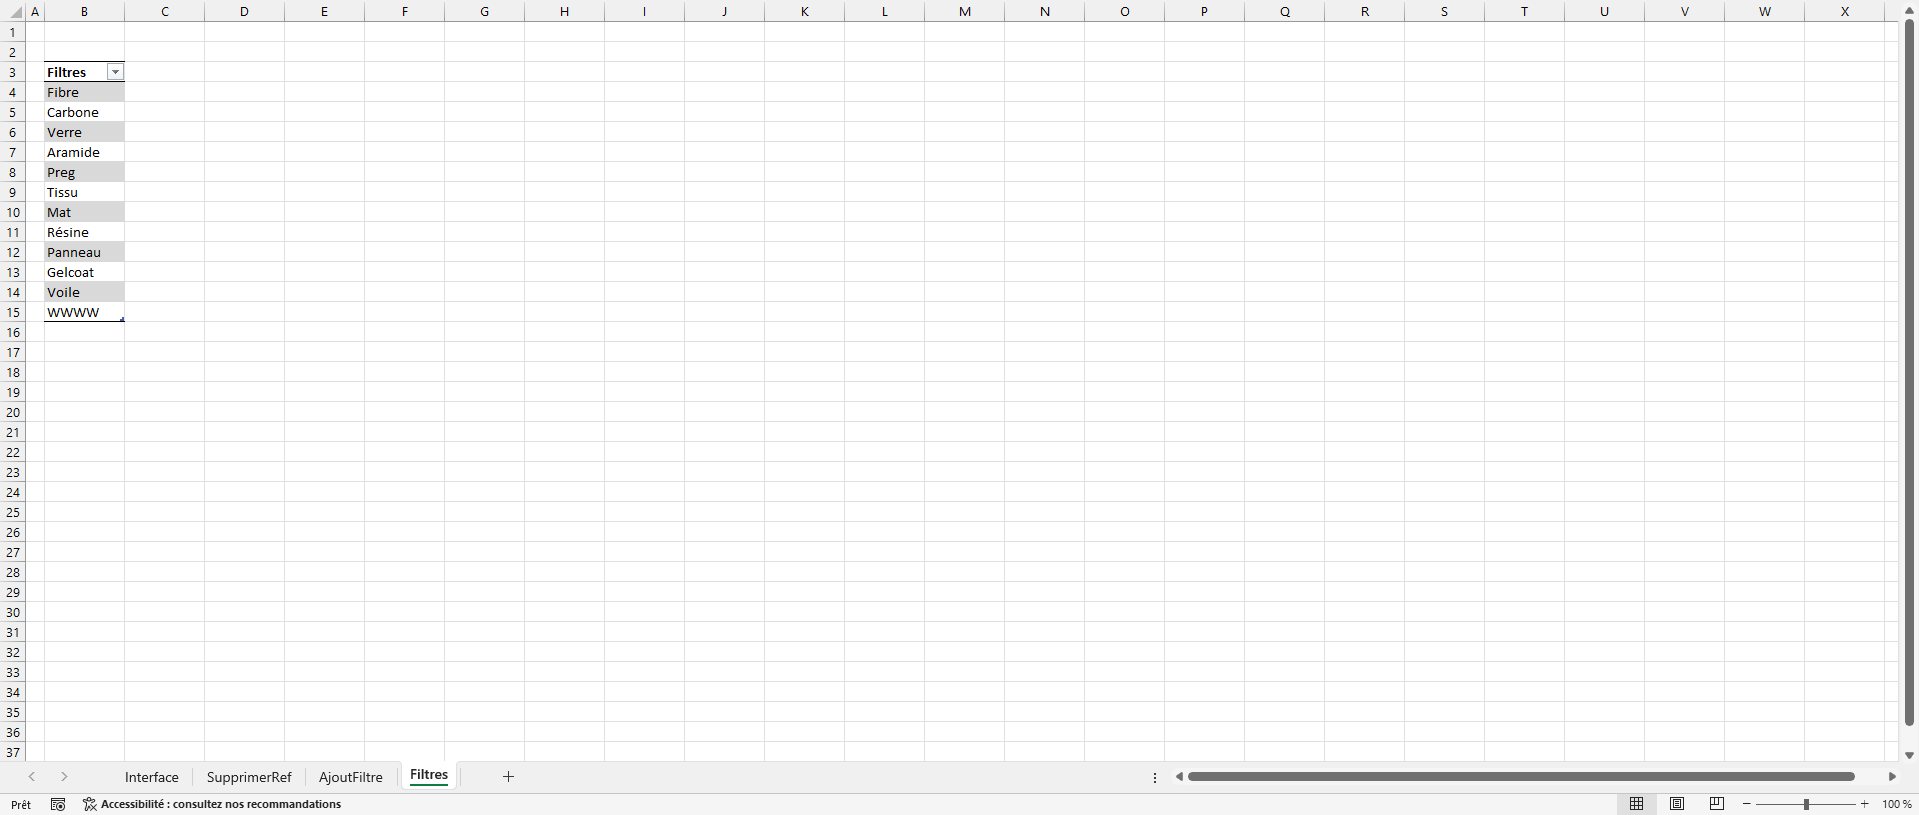 A B C D E F G H I J K L M N O P Q R S T U V W X
1
2
3 Filtres
4 Fibre
5 Carbone
6 Verre
7 Aramide
8 Preg
9 Tissu
10 Mat
11 Résine
12 Panneau
13 Gelcoat
14 Voile
15 WWWW
16
17
18
19
20
21
22
23
24
25
26
27
28
29
30
31
32
33
34
35
36
37
Interface SupprimerRef AjoutFiltre Filtres
Prêt Accessibilité : consultez nos recommandations 100 %